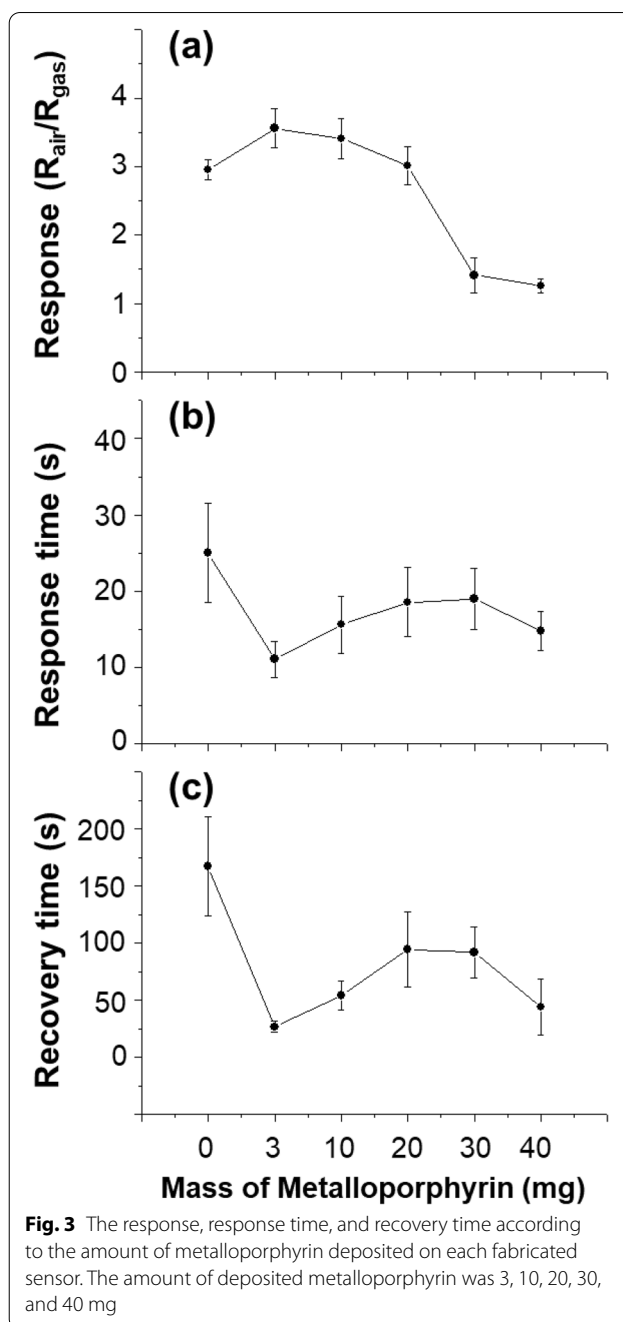 (a)
Response (Rair/Rgas)
4
3
2
1
0
(b)
Response time (s)
40
30
20
10
0
(c)
Recovery time (s)
200
150
100
50
0
0 3 10 20 30 40
Mass of Metalloporphyrin (mg)
Fig. 3 The response, response time, and recovery time according
to the amount of metalloporphyrin deposited on each fabricated
sensor. The amount of deposited metalloporphyrin was 3, 10, 20, 30,
and 40 mg